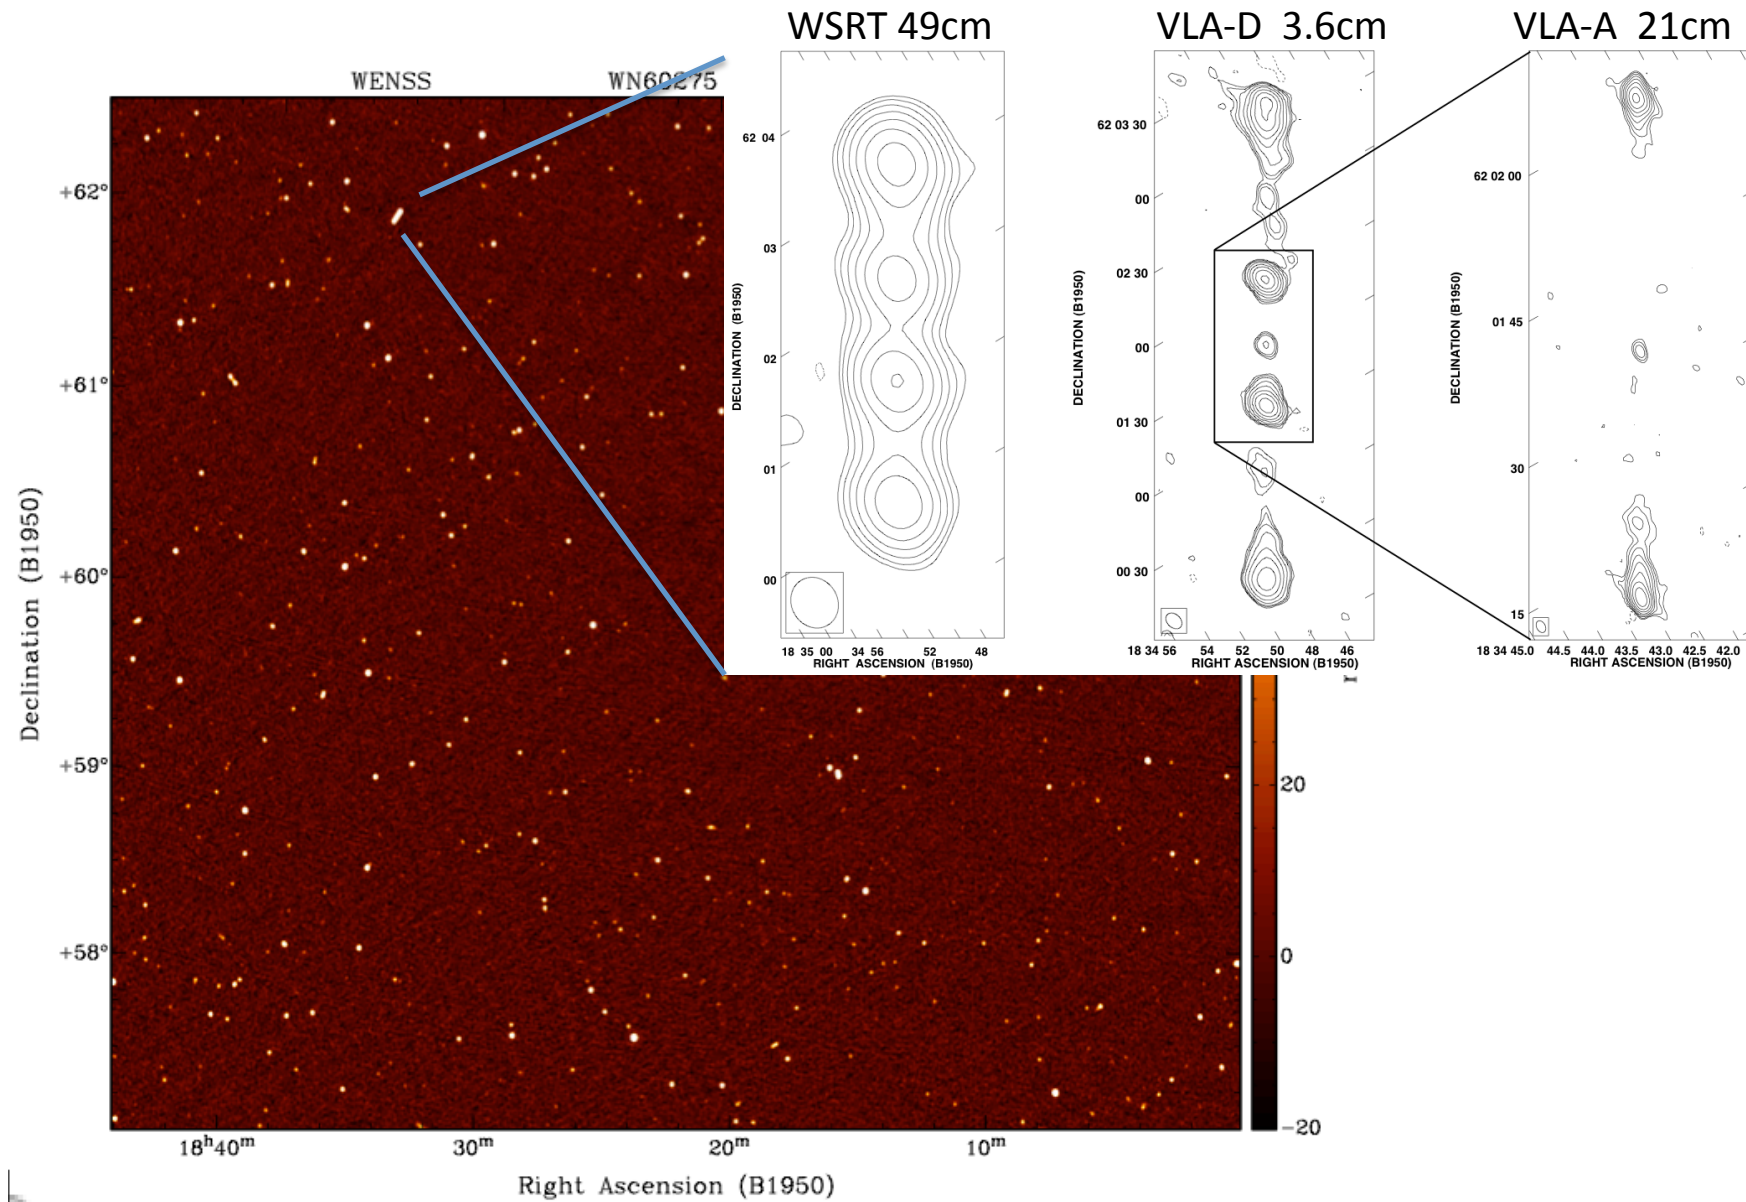 WSRT 49cm
VLA-D 3.6cm
VLA-A 21cm
WENSS
WN60275
+62°
+61°
+60°
+59°
+58°
Declination (B1950)
18ʰ40ᵐ
30ᵐ
20ᵐ
10ᵐ
Right Ascension (B1950)
20
0
-20
62 04
03
02
01
00
DECLINATION (B1950)
18 35 00
34 56
52
48
RIGHT ASCENSION (B1950)
62 03 30
00
02 30
00
01 30
00
00 30
DECLINATION (B1950)
18 34 56
54
52
50
48
46
RIGHT ASCENSION (B1950)
62 02 00
01 45
30
15
DECLINATION (B1950)
18 34 45.0
44.5
44.0
43.5
43.0
42.5
42.0
RIGHT ASCENSION (B1950)